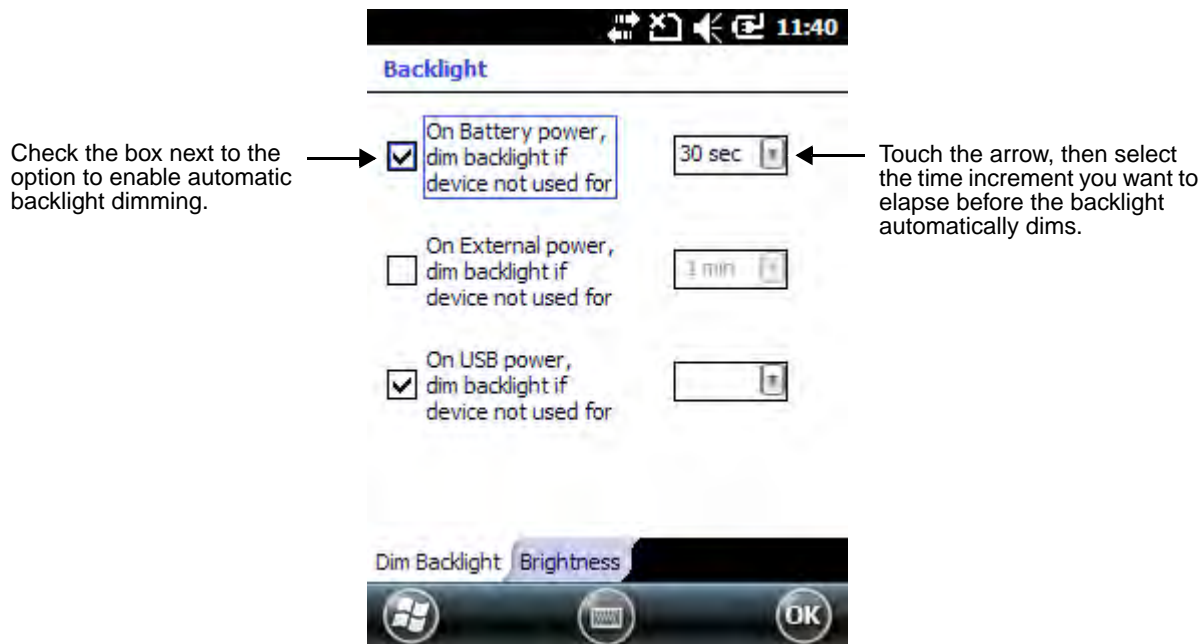 11:40
Backlight
Check the box next to the
option to enable automatic
backlight dimming.
On Battery power,
dim backlight if
device not used for
30 sec
Touch the arrow, then select
the time increment you want to
elapse before the backlight
automatically dims.
On External power,
dim backlight if
device not used for
1 min
On USB power,
dim backlight if
device not used for
Dim Backlight Brightness
OK